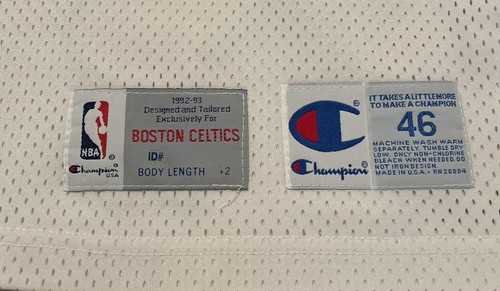 1992-93
Designed and Tailored
Exclusively For
BOSTON CELTICS
ID#
BODY LENGTH +2
NBA
®
Champion®
USA
IT TAKES A LITTLE MORE
TO MAKE A CHAMPION
46
MACHINE WASH WARM
SEPARATELY. TUMBLE DRY
LOW. ONLY NON-CHLORINE
BLEACH WHEN NEEDED. DO
NOT IRON DESIGN.
MADE IN U.S.A. • RN 26094
®
Champion